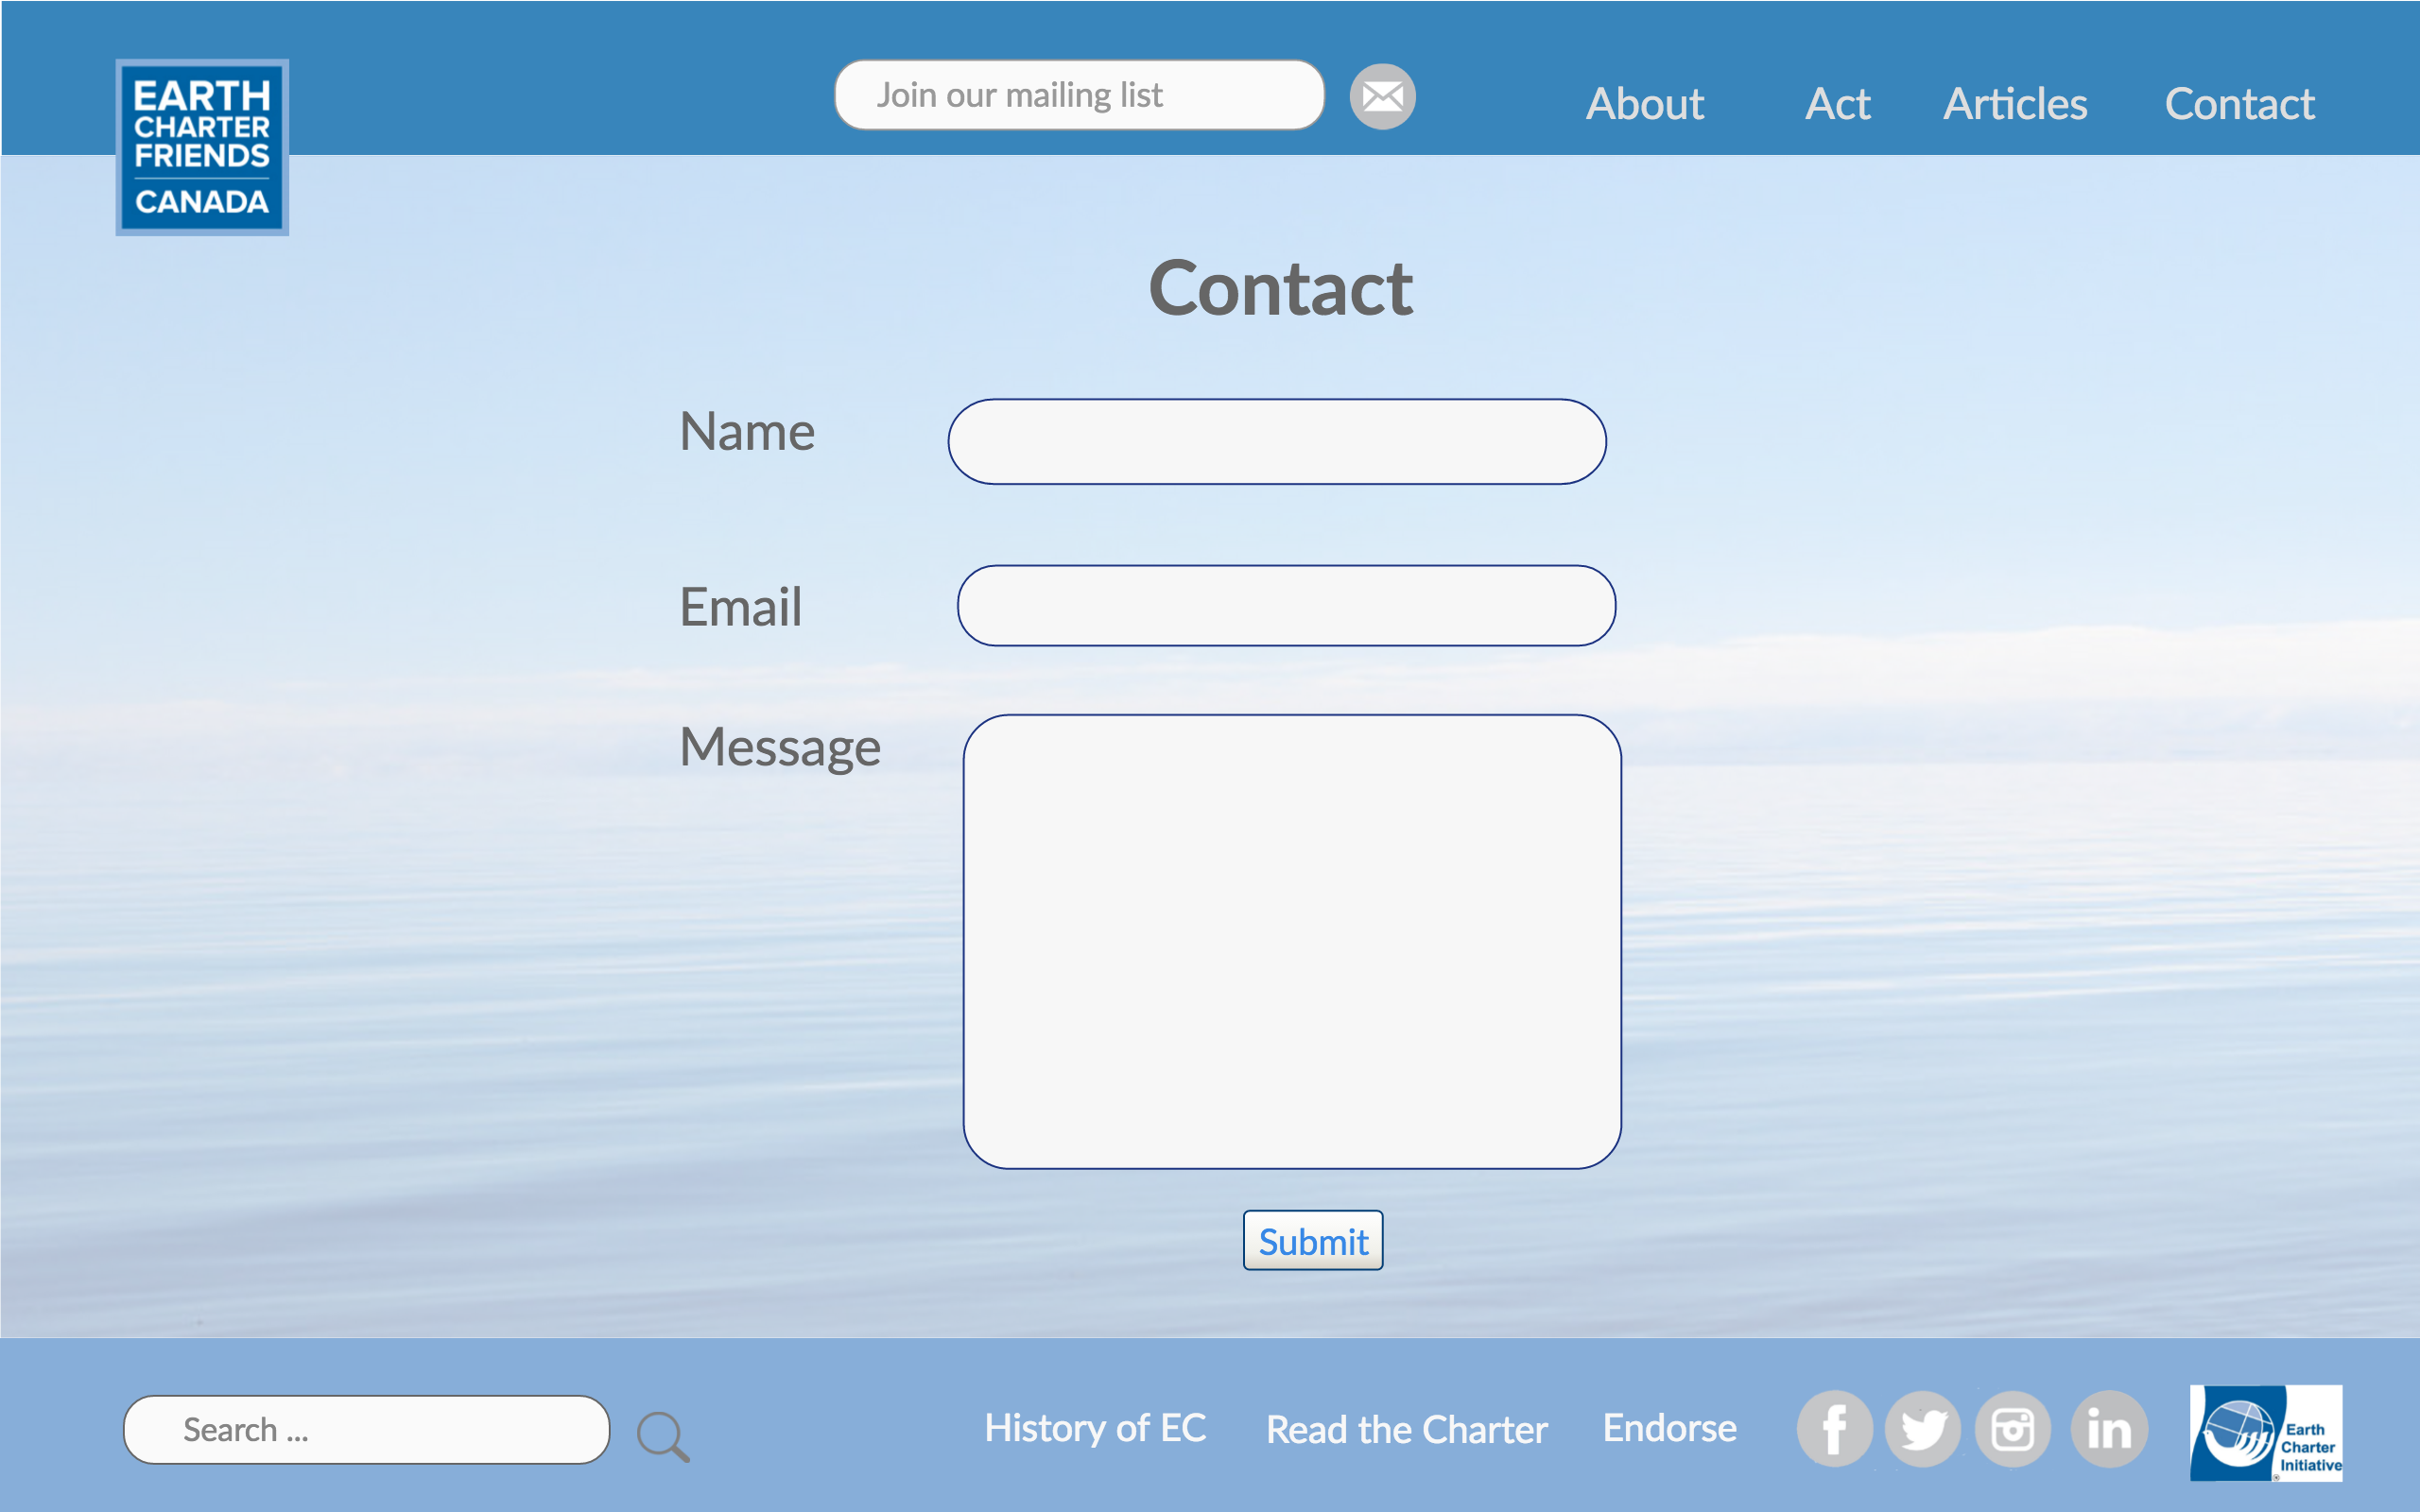 EARTH
CHARTER
FRIENDS
CANADA
Join our mailing list
About Act Articles Contact
Contact
Name
Email
Message
Submit
Search ...
History of EC Read the Charter Endorse
f
in
Earth
Charter
Initiative